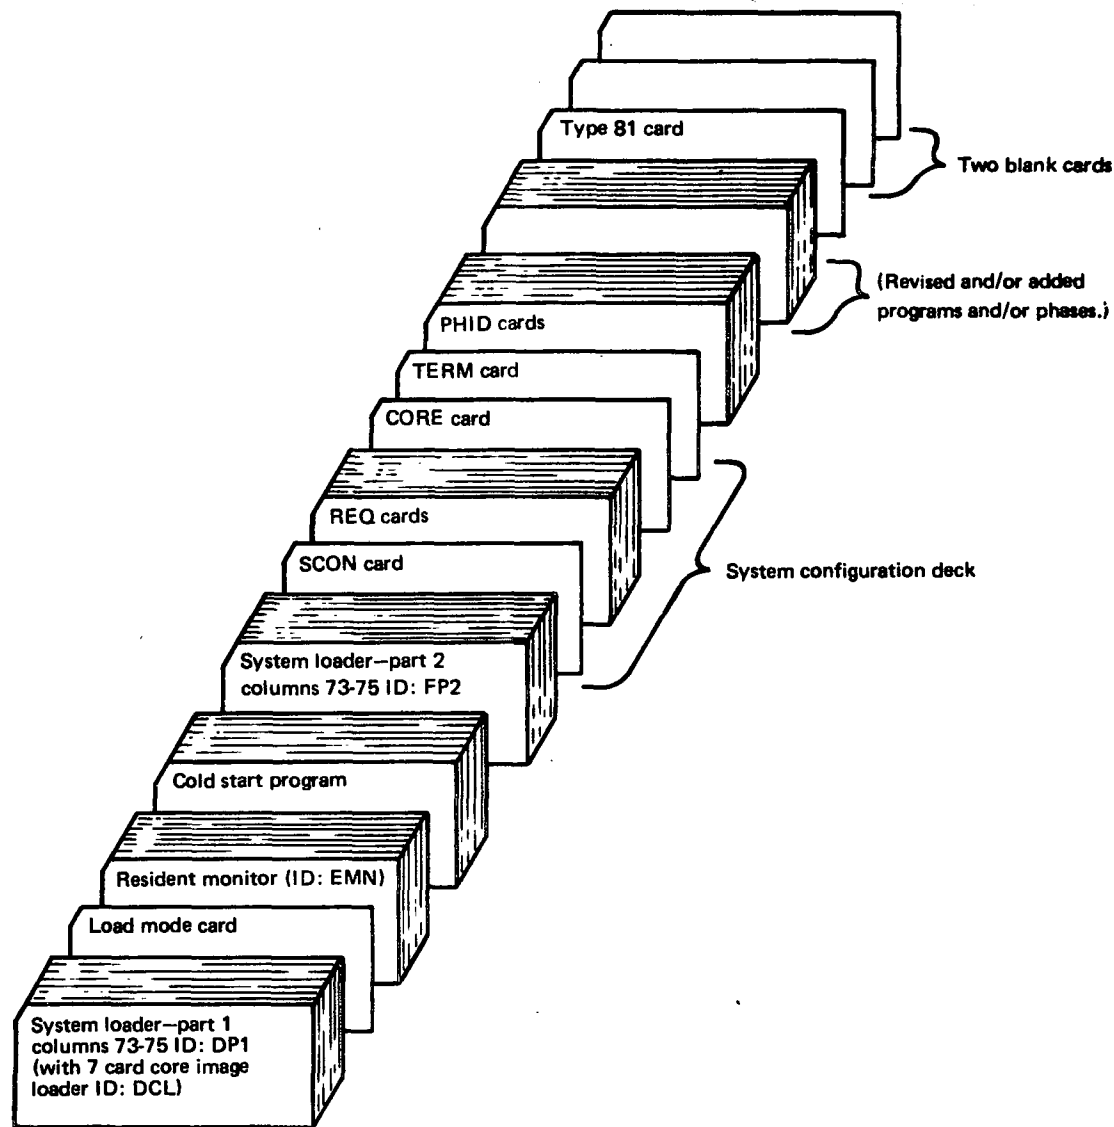 Type 81 card
Two blank cards
(Revised and/or added
programs and/or phases.)
PHID cards
TERM card
CORE card
REQ cards
SCON card
System configuration deck
System loader—part 2
columns 73-75 ID: FP2
Cold start program
Resident monitor (ID: EMN)
Load mode card
System loader—part 1
columns 73-75 ID: DP1
(with 7 card core image
loader ID: DCL)